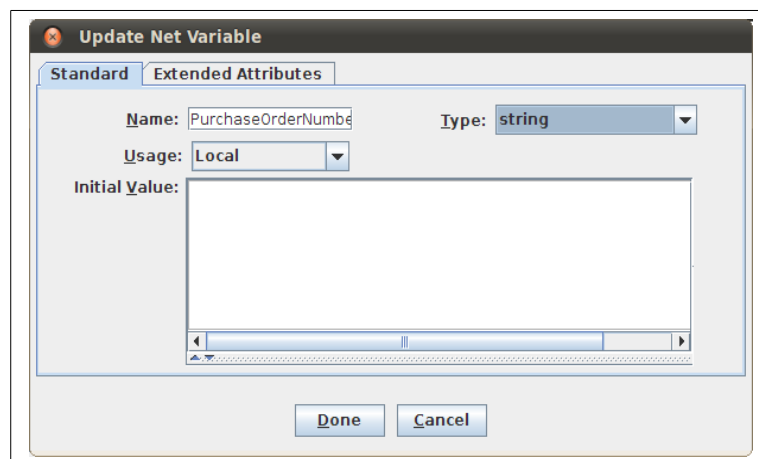 Update Net Variable
Standard Extended Attributes
Name: PurchaseOrderNumbe Type: string
Usage: Local
Initial Value:
Done Cancel